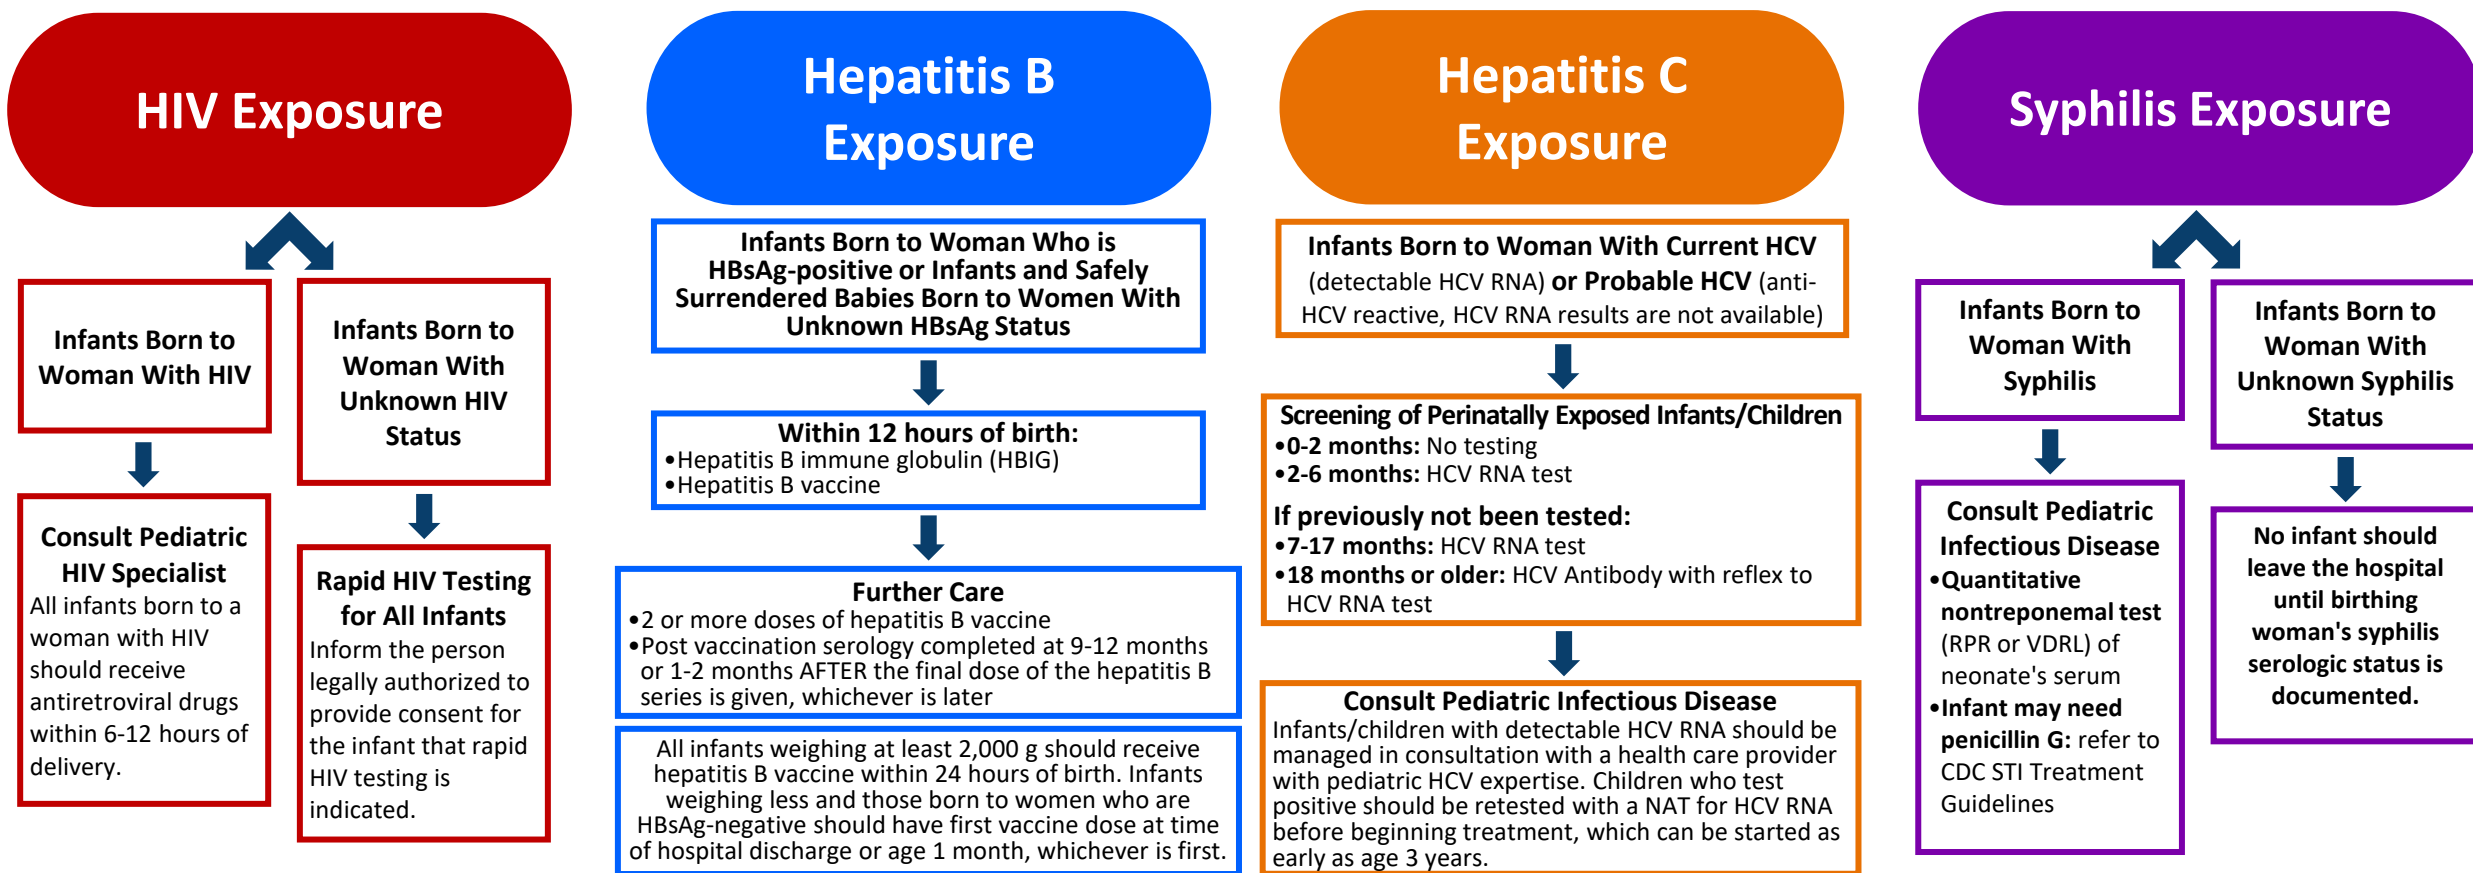 HIV Exposure
Infants Born to
Woman With HIV
Consult Pediatric
HIV Specialist
All infants born to a
woman with HIV
should receive
antiretroviral drugs
within 6-12 hours of
delivery.
Infants Born to
Woman With
Unknown HIV
Status
Rapid HIV Testing
for All Infants
Inform the person
legally authorized to
provide consent for
the infant that rapid
HIV testing is
indicated.
Hepatitis B
Exposure
Infants Born to Woman Who is
HBsAg-positive or Infants and Safely
Surrendered Babies Born to Women With
Unknown HBsAg Status
Within 12 hours of birth:
•Hepatitis B immune globulin (HBIG)
•Hepatitis B vaccine
Further Care
•2 or more doses of hepatitis B vaccine
•Post vaccination serology completed at 9-12 months
or 1-2 months AFTER the final dose of the hepatitis B
series is given, whichever is later
All infants weighing at least 2,000 g should receive
hepatitis B vaccine within 24 hours of birth. Infants
weighing less and those born to women who are
HBsAg-negative should have first vaccine dose at time
of hospital discharge or age 1 month, whichever is first.
Hepatitis C
Exposure
Infants Born to Woman With Current HCV
(detectable HCV RNA) or Probable HCV (anti-
HCV reactive, HCV RNA results are not available)
Screening of Perinatally Exposed Infants/Children
•0-2 months: No testing
•2-6 months: HCV RNA test
If previously not been tested:
•7-17 months: HCV RNA test
•18 months or older: HCV Antibody with reflex to
HCV RNA test
Consult Pediatric Infectious Disease
Infants/children with detectable HCV RNA should be
managed in consultation with a health care provider
with pediatric HCV expertise. Children who test
positive should be retested with a NAT for HCV RNA
before beginning treatment, which can be started as
early as age 3 years.
Syphilis Exposure
Infants Born to
Woman With
Syphilis
Consult Pediatric
Infectious Disease
•Quantitative
nontreponemal test
(RPR or VDRL) of
neonate's serum
•Infant may need
penicillin G: refer to
CDC STI Treatment
Guidelines
Infants Born to
Woman With
Unknown Syphilis
Status
No infant should
leave the hospital
until birthing
woman's syphilis
serologic status is
documented.